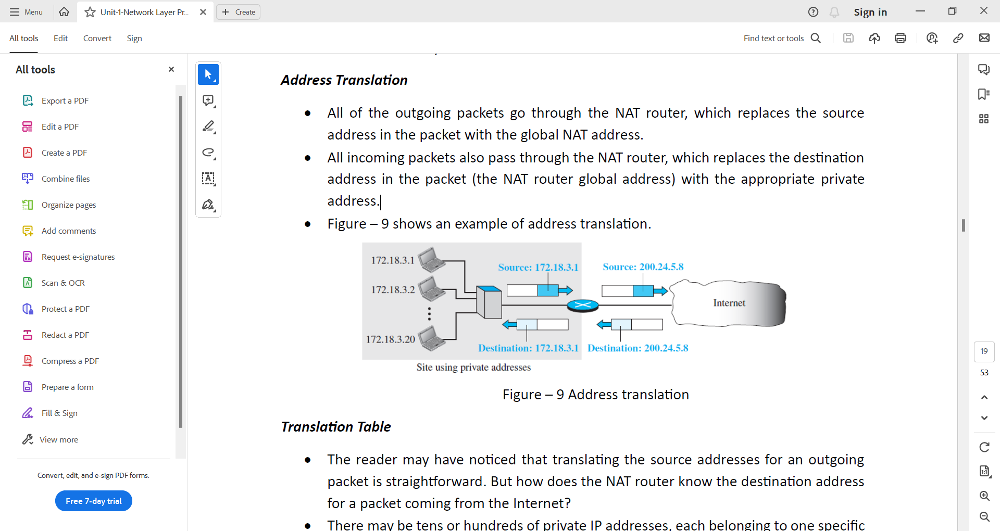 Menu
Unit-1-Network Layer Pr...
Create
Sign in
All tools
Edit
Convert
Sign
Find text or tools
All tools
Export a PDF
Edit a PDF
Create a PDF
Combine files
Organize pages
Add comments
Request e-signatures
Scan & OCR
Protect a PDF
Redact a PDF
Compress a PDF
Prepare a form
Fill & Sign
View more
Convert, edit, and e-sign PDF forms.
Free 7-day trial
Address Translation
• All of the outgoing packets go through the NAT router, which replaces the source
address in the packet with the global NAT address.
• All incoming packets also pass through the NAT router, which replaces the destination
address in the packet (the NAT router global address) with the appropriate private
address.
• Figure – 9 shows an example of address translation.
172.18.3.1
172.18.3.2
172.18.3.20
Source: 172.18.3.1
Source: 200.24.5.8
Internet
Destination: 172.18.3.1
Destination: 200.24.5.8
Site using private addresses
Figure – 9 Address translation
Translation Table
• The reader may have noticed that translating the source addresses for an outgoing
packet is straightforward. But how does the NAT router know the destination address
for a packet coming from the Internet?
• There may be tens or hundreds of private IP addresses, each belonging to one specific
19
53